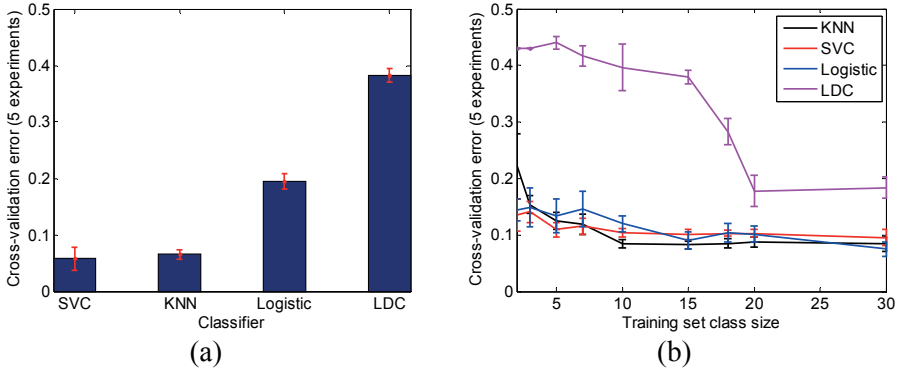 Cross-validation error (5 experiments)
0.5
0.4
0.3
0.2
0.1
0
SVC KNN Logistic LDC
Classifier
(a)
Cross-validation error (5 experiments)
0.5
0.4
0.3
0.2
0.1
0
KNN
SVC
Logistic
LDC
5 10 15 20 25 30
Training set class size
(b)